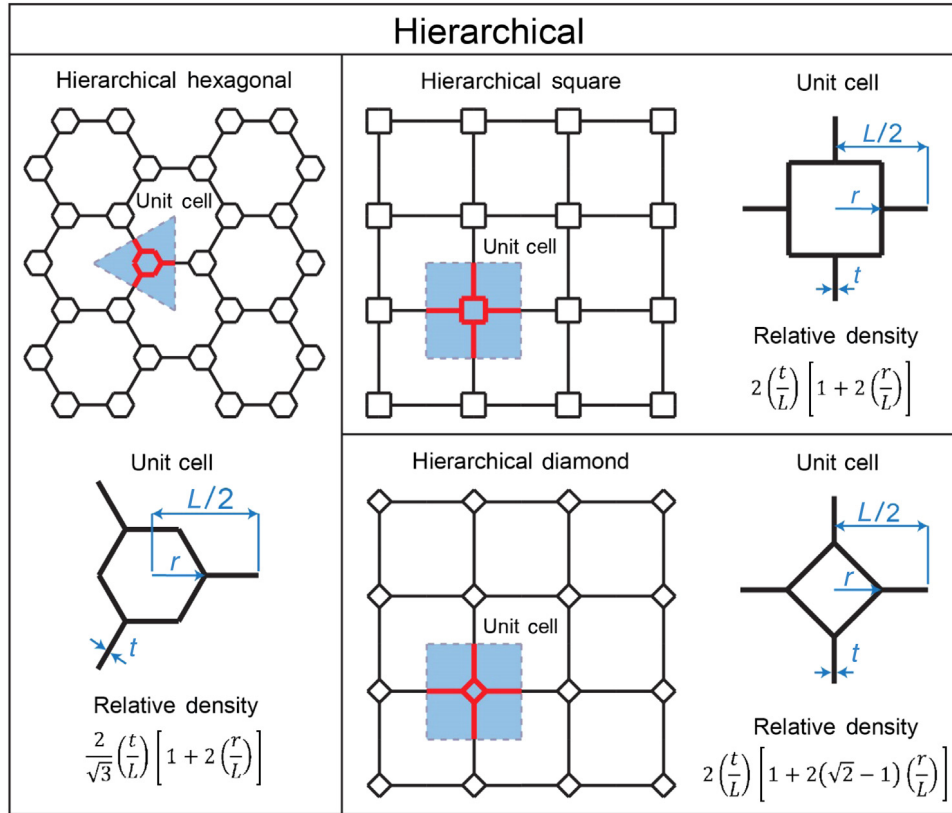 Hierarchical
Hierarchical hexagonal
Unit cell
Unit cell
L/2
r
t
Relative density
2/√3 (t/L) [1 + 2 (r/L)]
Hierarchical square
Unit cell
Unit cell
L/2
r
t
Relative density
2 (t/L) [1 + 2 (r/L)]
Hierarchical diamond
Unit cell
Unit cell
L/2
r
t
Relative density
2 (t/L) [1 + 2(√2 − 1) (r/L)]